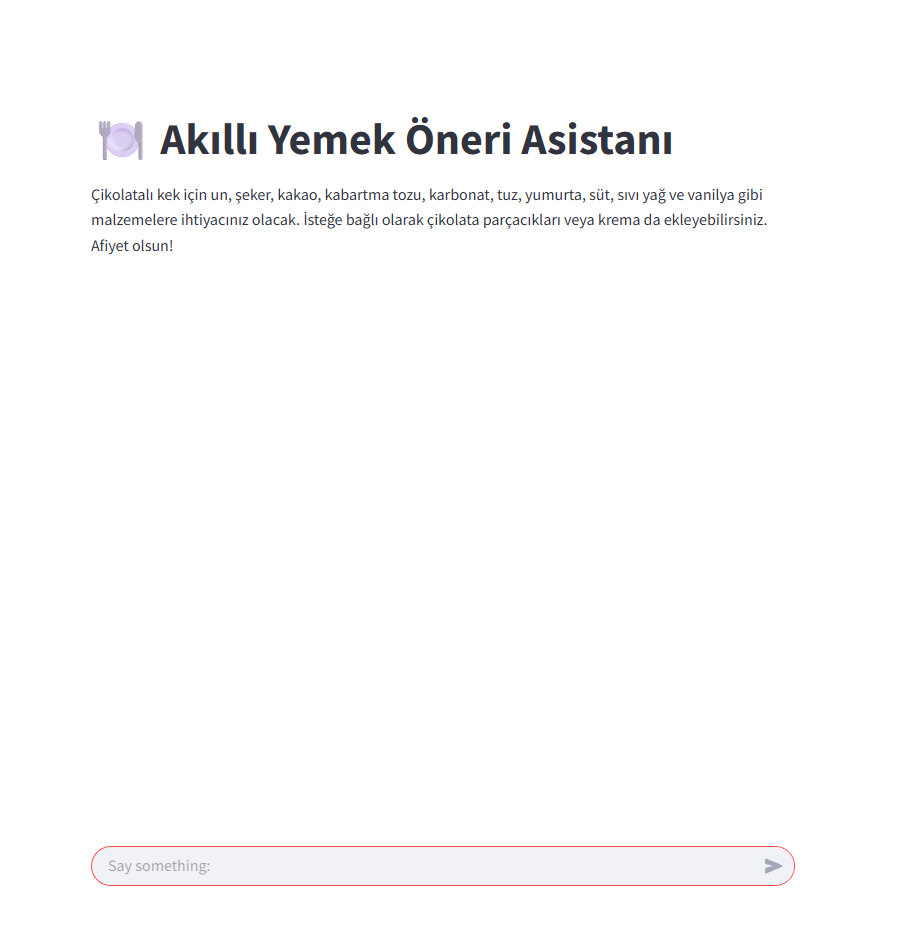 Akıllı Yemek Öneri Asistanı
Çikolatalı kek için un, şeker, kakao, kabartma tozu, karbonat, tuz, yumurta, süt, sıvı yağ ve vanilya gibi
malzemelere ihtiyacınız olacak. İsteğe bağlı olarak çikolata parçacıkları veya krema da ekleyebilirsiniz.
Afiyet olsun!
Say something: